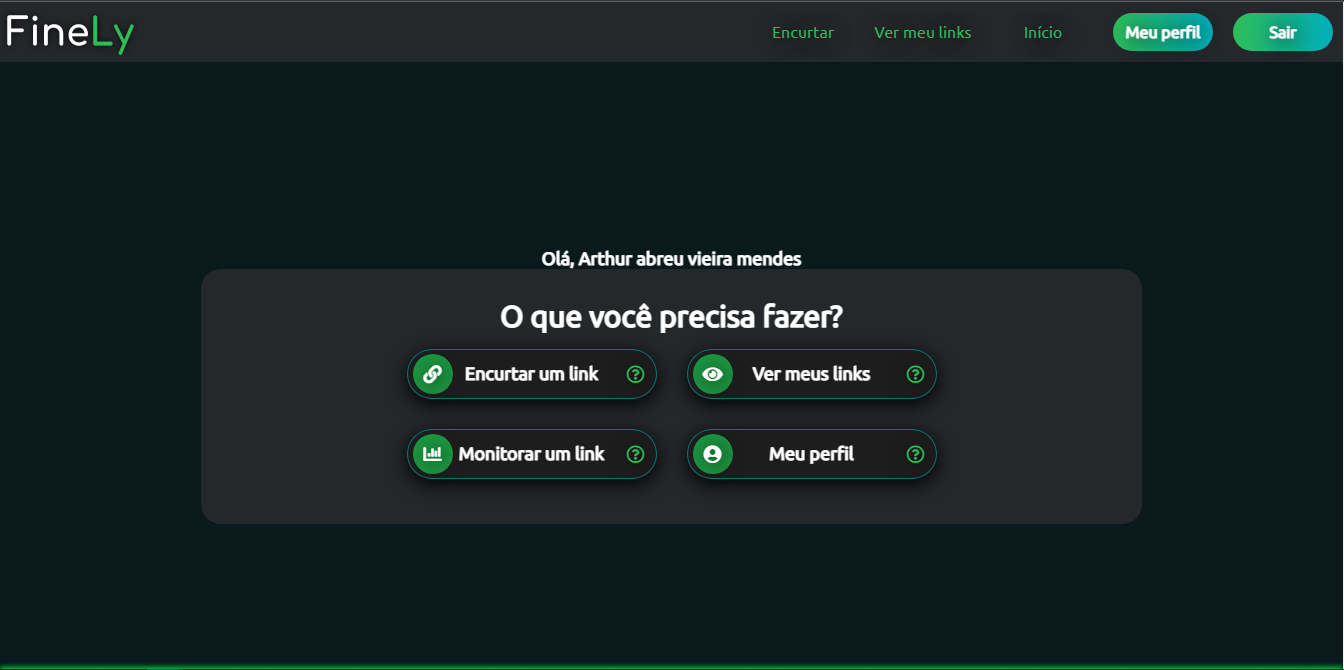 FineLy Encurtar Ver meu links Início Meu perfil Sair
Olá, Arthur abreu vieira mendes
O que você precisa fazer?
Encurtar um link ? Ver meus links ?
Monitorar um link ? Meu perfil ?